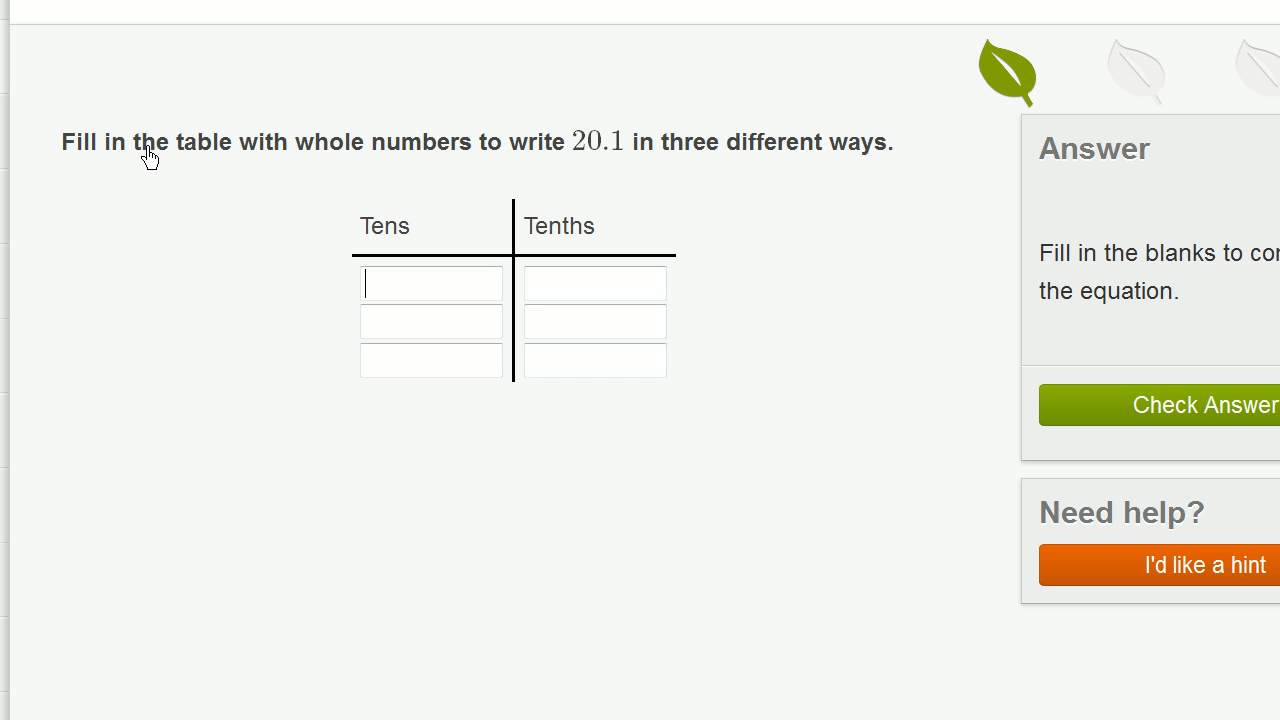 Fill in the table with whole numbers to write 20.1 in three different ways.
Tens Tenths
Answer
Fill in the blanks to
the equation.
Check Answer
Need help?
I'd like a hint